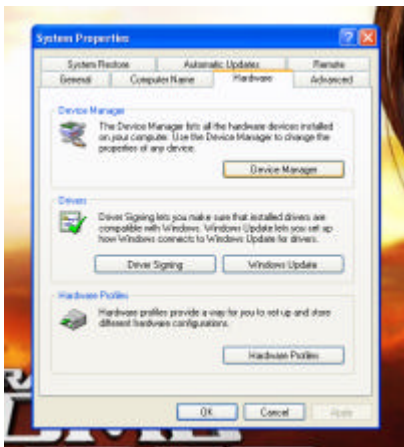 System Properties
System Restore Automatic Updates Remote
General Computer Name Hardware Advanced
Device Manager
The Device Manager lists all the hardware devices installed
on your computer. Use the Device Manager to change the
properties of any device.
Device Manager
Drivers
Driver Signing lets you make sure that installed drivers are
compatible with Windows. Windows Update lets you set up
how Windows connects to Windows Update for drivers.
Driver Signing Windows Update
Hardware Profiles
Hardware profiles provide a way for you to set up and store
different hardware configurations.
Hardware Profiles
OK Cancel Apply